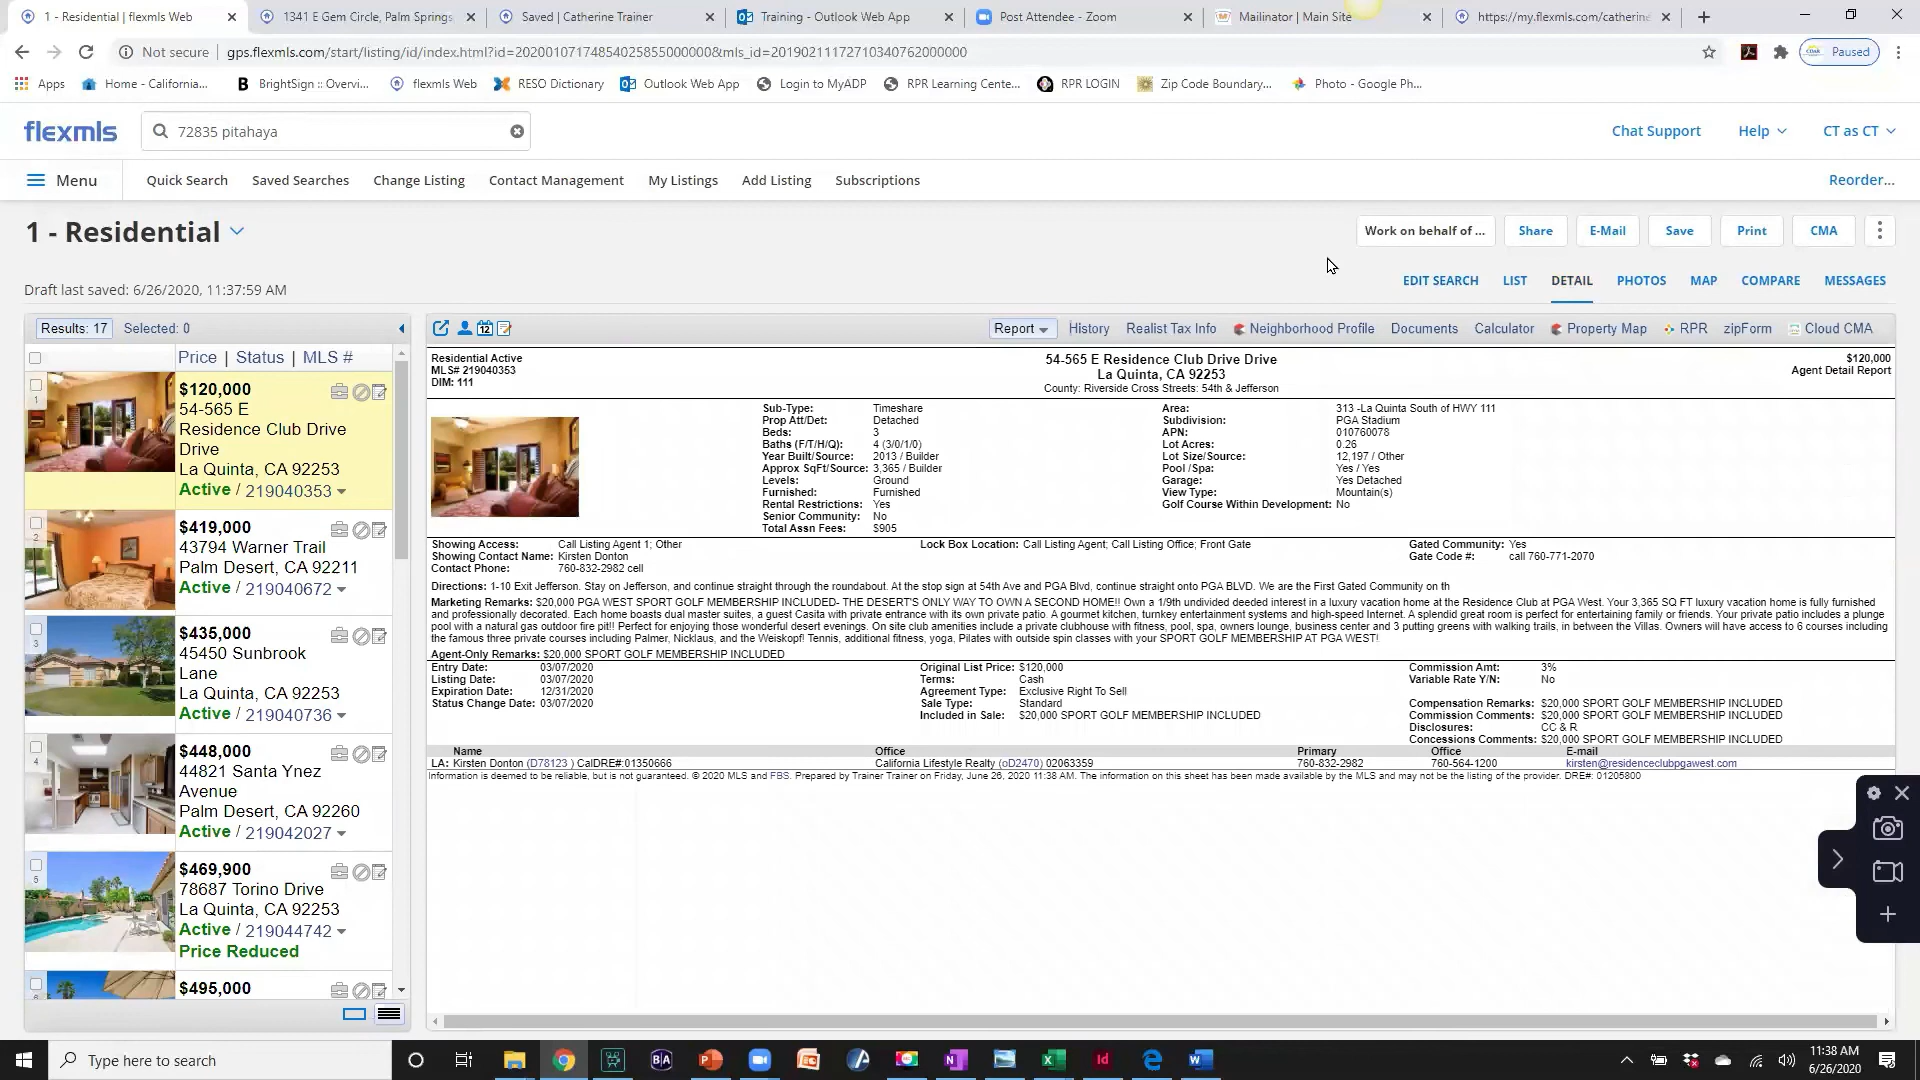 1 - Residential | flexmls Web
1341 E Gem Circle, Palm Springs,
Saved | Catherine Trainer
Training - Outlook Web App
Post Attendee - Zoom
Mailinator | Main Site
https://my.flexmls.com/catherine
Not secure | gps.flexmls.com/start/listing/id/index.html?id=20200107174854025855000000&mls_id=20190211172710340762000000
Paused
Apps
Home - California...
BrightSign :: Overvi...
flexmls Web
RESO Dictionary
Outlook Web App
Login to MyADP
RPR Learning Cente...
RPR LOGIN
Zip Code Boundary...
Photo - Google Ph...
flexmls
72835 pitahaya
Chat Support
Help
CT as CT
Menu
Quick Search
Saved Searches
Change Listing
Contact Management
My Listings
Add Listing
Subscriptions
Reorder...
1 - Residential
Work on behalf of ...
Share
E-Mail
Save
Print
CMA
Draft last saved: 6/26/2020, 11:37:59 AM
EDIT SEARCH
LIST
DETAIL
PHOTOS
MAP
COMPARE
MESSAGES
Results: 17
Selected: 0
Price | Status | MLS #
1
$120,000
54-565 E
Residence Club Drive
Drive
La Quinta, CA 92253
Active / 219040353
2
$419,000
43794 Warner Trail
Palm Desert, CA 92211
Active / 219040672
3
$435,000
45450 Sunbrook
Lane
La Quinta, CA 92253
Active / 219040736
4
$448,000
44821 Santa Ynez
Avenue
Palm Desert, CA 92260
Active / 219042027
5
$469,900
78687 Torino Drive
La Quinta, CA 92253
Active / 219044742
Price Reduced
$495,000
12
Report
History
Realist Tax Info
Neighborhood Profile
Documents
Calculator
Property Map
RPR
zipForm
Cloud CMA
Residential Active
MLS# 219040353
DIM: 111
54-565 E Residence Club Drive Drive
La Quinta, CA 92253
County: Riverside Cross Streets: 54th & Jefferson
$120,000
Agent Detail Report
Sub-Type: Timeshare
Prop Att/Det: Detached
Beds: 3
Baths (F/T/H/Q): 4 (3/0/1/0)
Year Built/Source: 2013 / Builder
Approx SqFt/Source: 3,365 / Builder
Levels: Ground
Furnished: Furnished
Rental Restrictions: Yes
Senior Community: No
Total Assn Fees: $905
Area: 313 -La Quinta South of HWY 111
Subdivision: PGA Stadium
APN: 010760078
Lot Acres: 0.26
Lot Size/Source: 12,197 / Other
Pool /Spa: Yes / Yes
Garage: Yes Detached
View Type: Mountain(s)
Golf Course Within Development: No
Showing Access: Call Listing Agent 1; Other
Showing Contact Name: Kirsten Donton
Contact Phone: 760-832-2982 cell
Lock Box Location: Call Listing Agent; Call Listing Office; Front Gate
Gated Community: Yes
Gate Code #: call 760-771-2070
Directions: 1-10 Exit Jefferson. Stay on Jefferson, and continue straight through the roundabout. At the stop sign at 54th Ave and PGA Blvd, continue straight onto PGA BLVD. We are the First Gated Community on th
Marketing Remarks: $20,000 PGA WEST SPORT GOLF MEMBERSHIP INCLUDED- THE DESERT'S ONLY WAY TO OWN A SECOND HOME!! Own a 1/9th undivided deeded interest in a luxury vacation home at the Residence Club at PGA West. Your 3,365 SQ FT luxury vacation home is fully furnished
and professionally decorated. Each home boasts dual master suites, a guest Casita with private entrance with its own private patio. A gourmet kitchen, turnkey entertainment systems and high-speed Internet. A splendid great room is perfect for entertaining family or friends. Your private patio includes a plunge
pool with a natural gas outdoor fire pit!! Perfect for enjoying those wonderful desert evenings. On site club amenities include a private clubhouse with fitness, pool, spa, owners lounge, business center and 3 putting greens with walking trails, in between the Villas. Owners will have access to 6 courses including
the famous three private courses including Palmer, Nicklaus, and the Weiskopf! Tennis, additional fitness, yoga, Pilates with outside spin classes with your SPORT GOLF MEMBERSHIP AT PGA WEST!
Agent-Only Remarks: $20,000 SPORT GOLF MEMBERSHIP INCLUDED
Entry Date: 03/07/2020
Listing Date: 03/07/2020
Expiration Date: 12/31/2020
Status Change Date: 03/07/2020
Original List Price: $120,000
Terms: Cash
Agreement Type: Exclusive Right To Sell
Sale Type: Standard
Included in Sale: $20,000 SPORT GOLF MEMBERSHIP INCLUDED
Commission Amt: 3%
Variable Rate Y/N: No
Compensation Remarks: $20,000 SPORT GOLF MEMBERSHIP INCLUDED
Commission Comments: $20,000 SPORT GOLF MEMBERSHIP INCLUDED
Disclosures: CC & R
Concessions Comments: $20,000 SPORT GOLF MEMBERSHIP INCLUDED
Name Office Primary Office E-mail
LA: Kirsten Donton (D78123 ) CalDRE#:01350666 California Lifestyle Realty (oD2470) 02063359 760-832-2982 760-564-1200 kirsten@residenceclubpgawest.com
Information is deemed to be reliable, but is not guaranteed. © 2020 MLS and FBS. Prepared by Trainer Trainer on Friday, June 26, 2020 11:38 AM. The information on this sheet has been made available by the MLS and may not be the listing of the provider. DRE#: 01205800
Type here to search
11:38 AM
6/26/2020